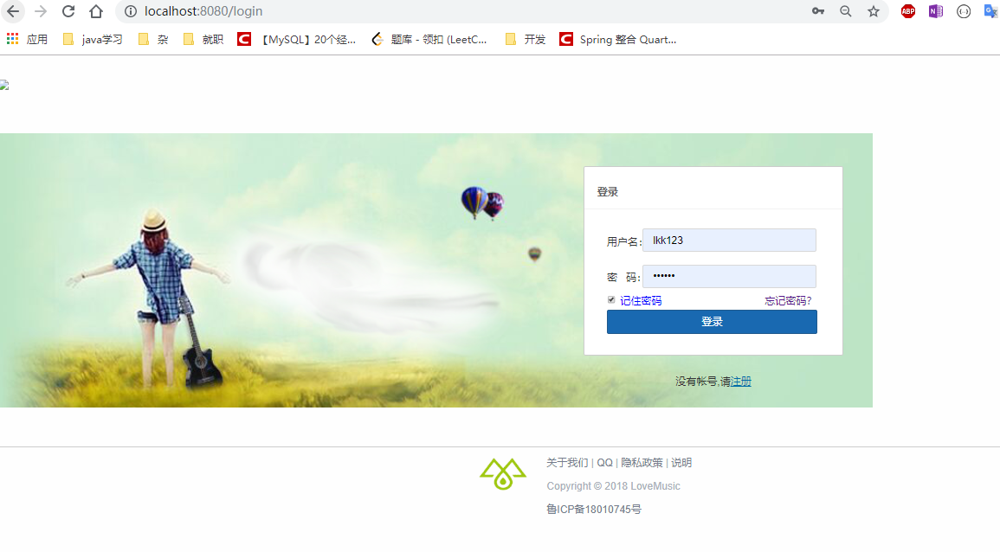 localhost:8080/login
ABP
应用 java学习 杂 就职 【MySQL】20个经... 题库 - 领扣 (LeetC... 开发 Spring 整合 Quart...
登录
用户名: lkk123
密 码: ••••••
记住密码 忘记密码?
登录
没有帐号,请注册
关于我们 | QQ | 隐私政策 | 说明
Copyright © 2018 LoveMusic
鲁ICP备18010745号